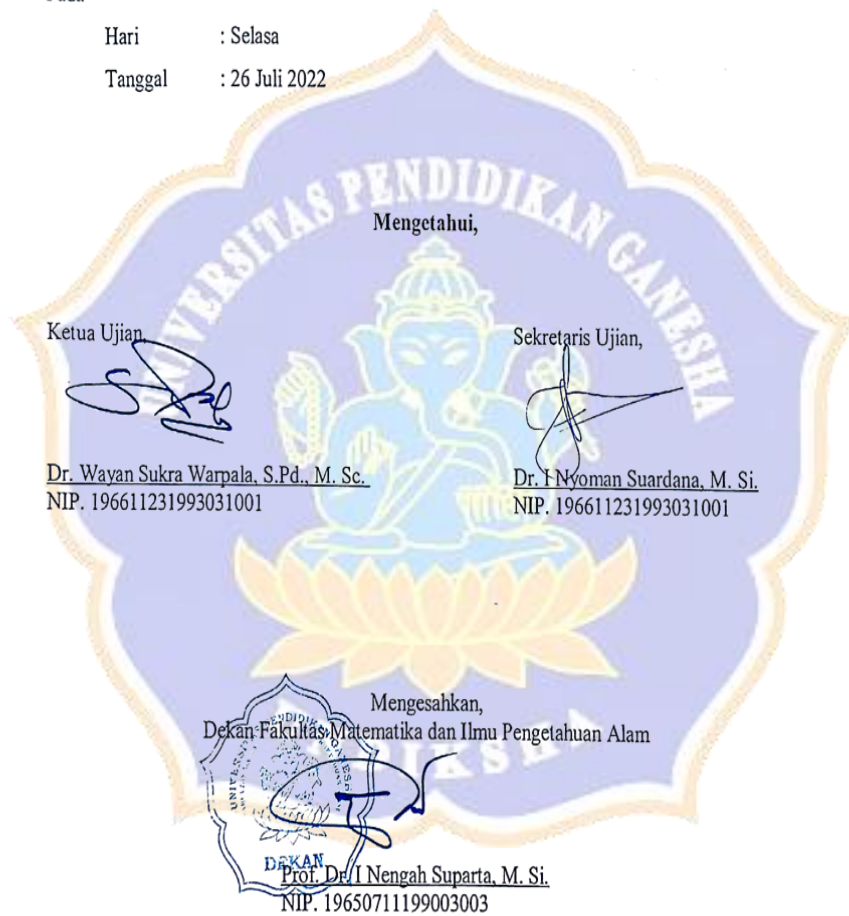 Hari : Selasa
Tanggal : 26 Juli 2022
UNIVERSITAS PENDIDIKAN GANESHA
Mengetahui,
Ketua Ujian,
Sekretaris Ujian,
Dr. Wayan Sukra Warpala, S.Pd., M. Sc.
NIP. 196611231993031001
Dr. I Nyoman Suardana, M. Si.
NIP. 196611231993031001
Mengesahkan,
Dekan Fakultas Matematika dan Ilmu Pengetahuan Alam
UNDIKSHA
DEKAN
Prof. Dr. I Nengah Suparta, M. Si.
NIP. 19650711199003003